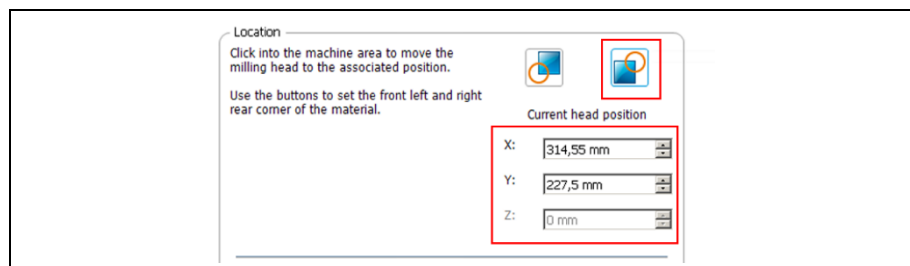 Location
Click into the machine area to move the
milling head to the associated position.
Use the buttons to set the front left and right
rear corner of the material.
Current head position
X: 314,55 mm
Y: 227,5 mm
Z: 0 mm